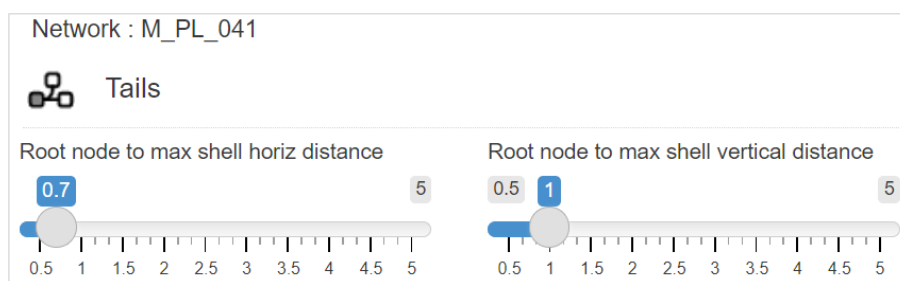 Network : M_PL_041
Tails
Root node to max shell horiz distance
0.7 5
0.5 1 1.5 2 2.5 3 3.5 4 4.5 5
Root node to max shell vertical distance
0.5 1 5
0.5 1 1.5 2 2.5 3 3.5 4 4.5 5